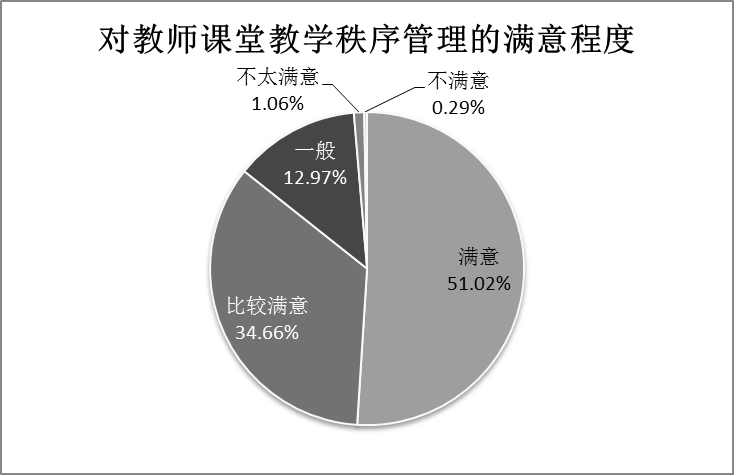 对教师课堂教学秩序管理的满意程度
不太满意
1.06%
不满意
0.29%
一般
12.97%
满意
51.02%
比较满意
34.66%